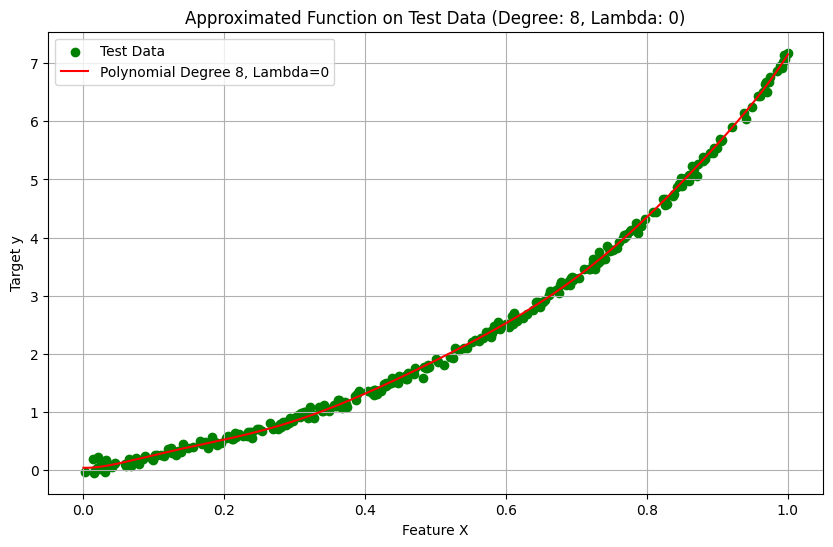 Approximated Function on Test Data (Degree: 8, Lambda: 0)
Test Data
Polynomial Degree 8, Lambda=0
Target y
7
6
5
4
3
2
1
0
0.0 0.2 0.4 0.6 0.8 1.0
Feature X